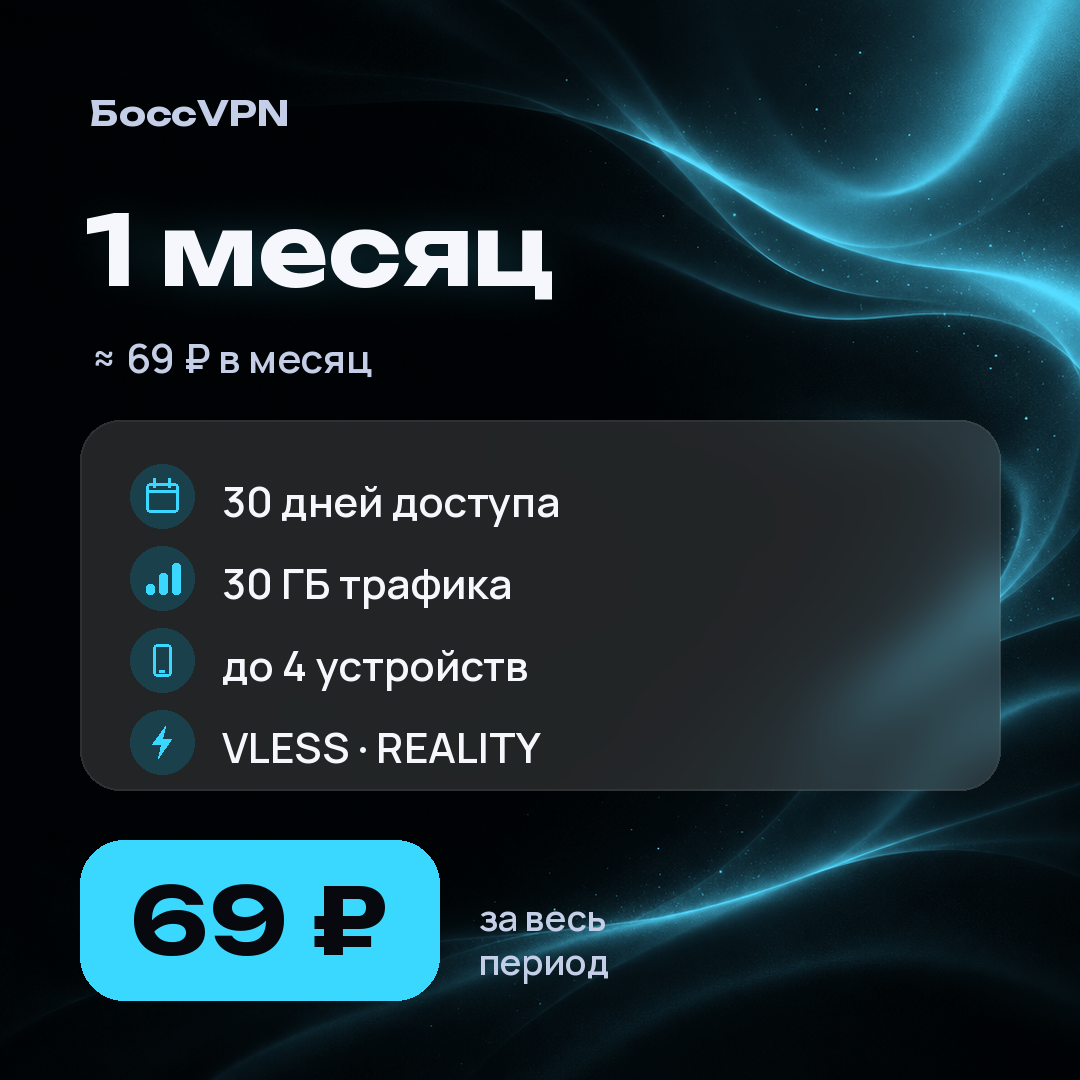 БоссVPN
1 месяц
≈ 69 ₽ в месяц
30 дней доступа
30 ГБ трафика
до 4 устройств
VLESS · REALITY
69 ₽
за весь
период